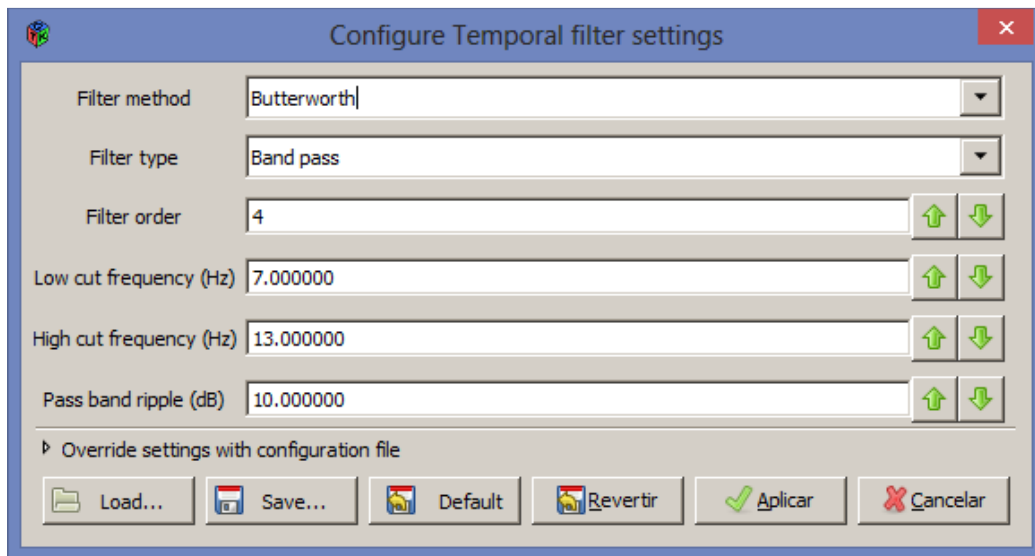 Configure Temporal filter settings
Filter method Butterworth
Filter type Band pass
Filter order 4
Low cut frequency (Hz) 7.000000
High cut frequency (Hz) 13.000000
Pass band ripple (dB) 10.000000
Override settings with configuration file
Load... Save... Default Revertir Aplicar Cancelar